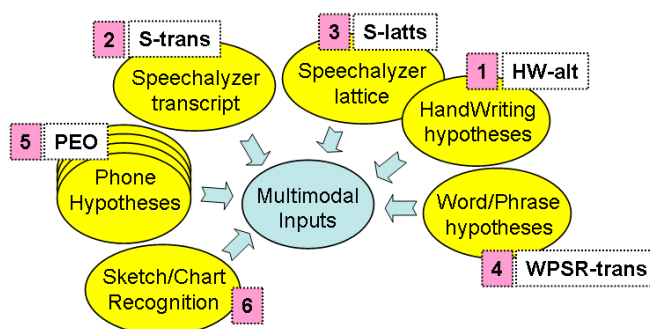 2 S-trans
Speechalyzer
transcript
3 S-latts
Speechalyzer
lattice
1 HW-alt
HandWriting
hypotheses
5 PEO
Phone
Hypotheses
Multimodal
Inputs
Word/Phrase
hypotheses
4 WPSR-trans
Sketch/Chart
Recognition
6